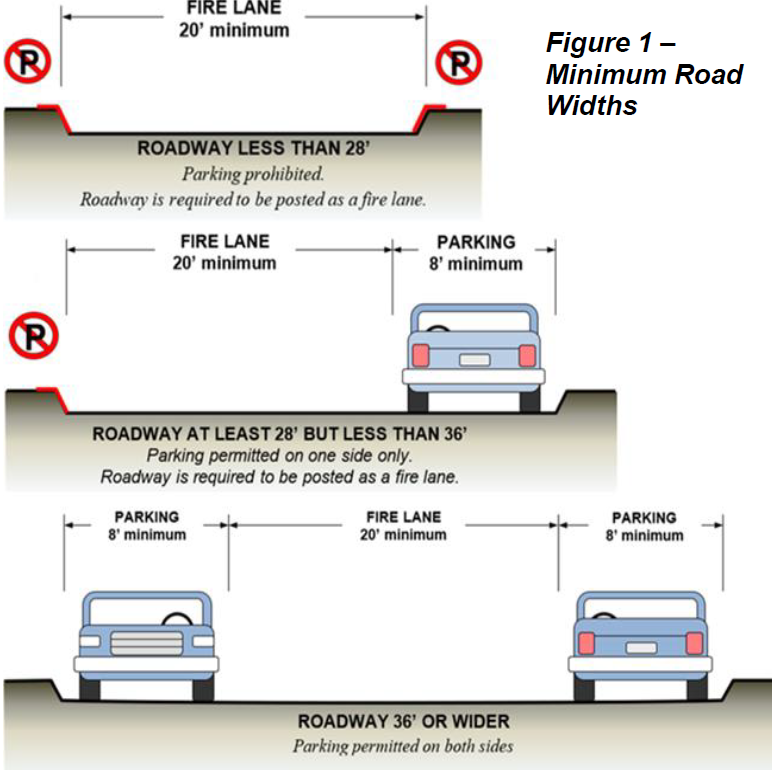 FIRE LANE
20’ minimum
Figure 1 –
Minimum Road
Widths
P
P
ROADWAY LESS THAN 28’
Parking prohibited.
Roadway is required to be posted as a fire lane.
FIRE LANE
20’ minimum
PARKING
8’ minimum
P
ROADWAY AT LEAST 28’ BUT LESS THAN 36’
Parking permitted on one side only.
Roadway is required to be posted as a fire lane.
PARKING
8’ minimum
FIRE LANE
20’ minimum
PARKING
8’ minimum
ROADWAY 36’ OR WIDER
Parking permitted on both sides